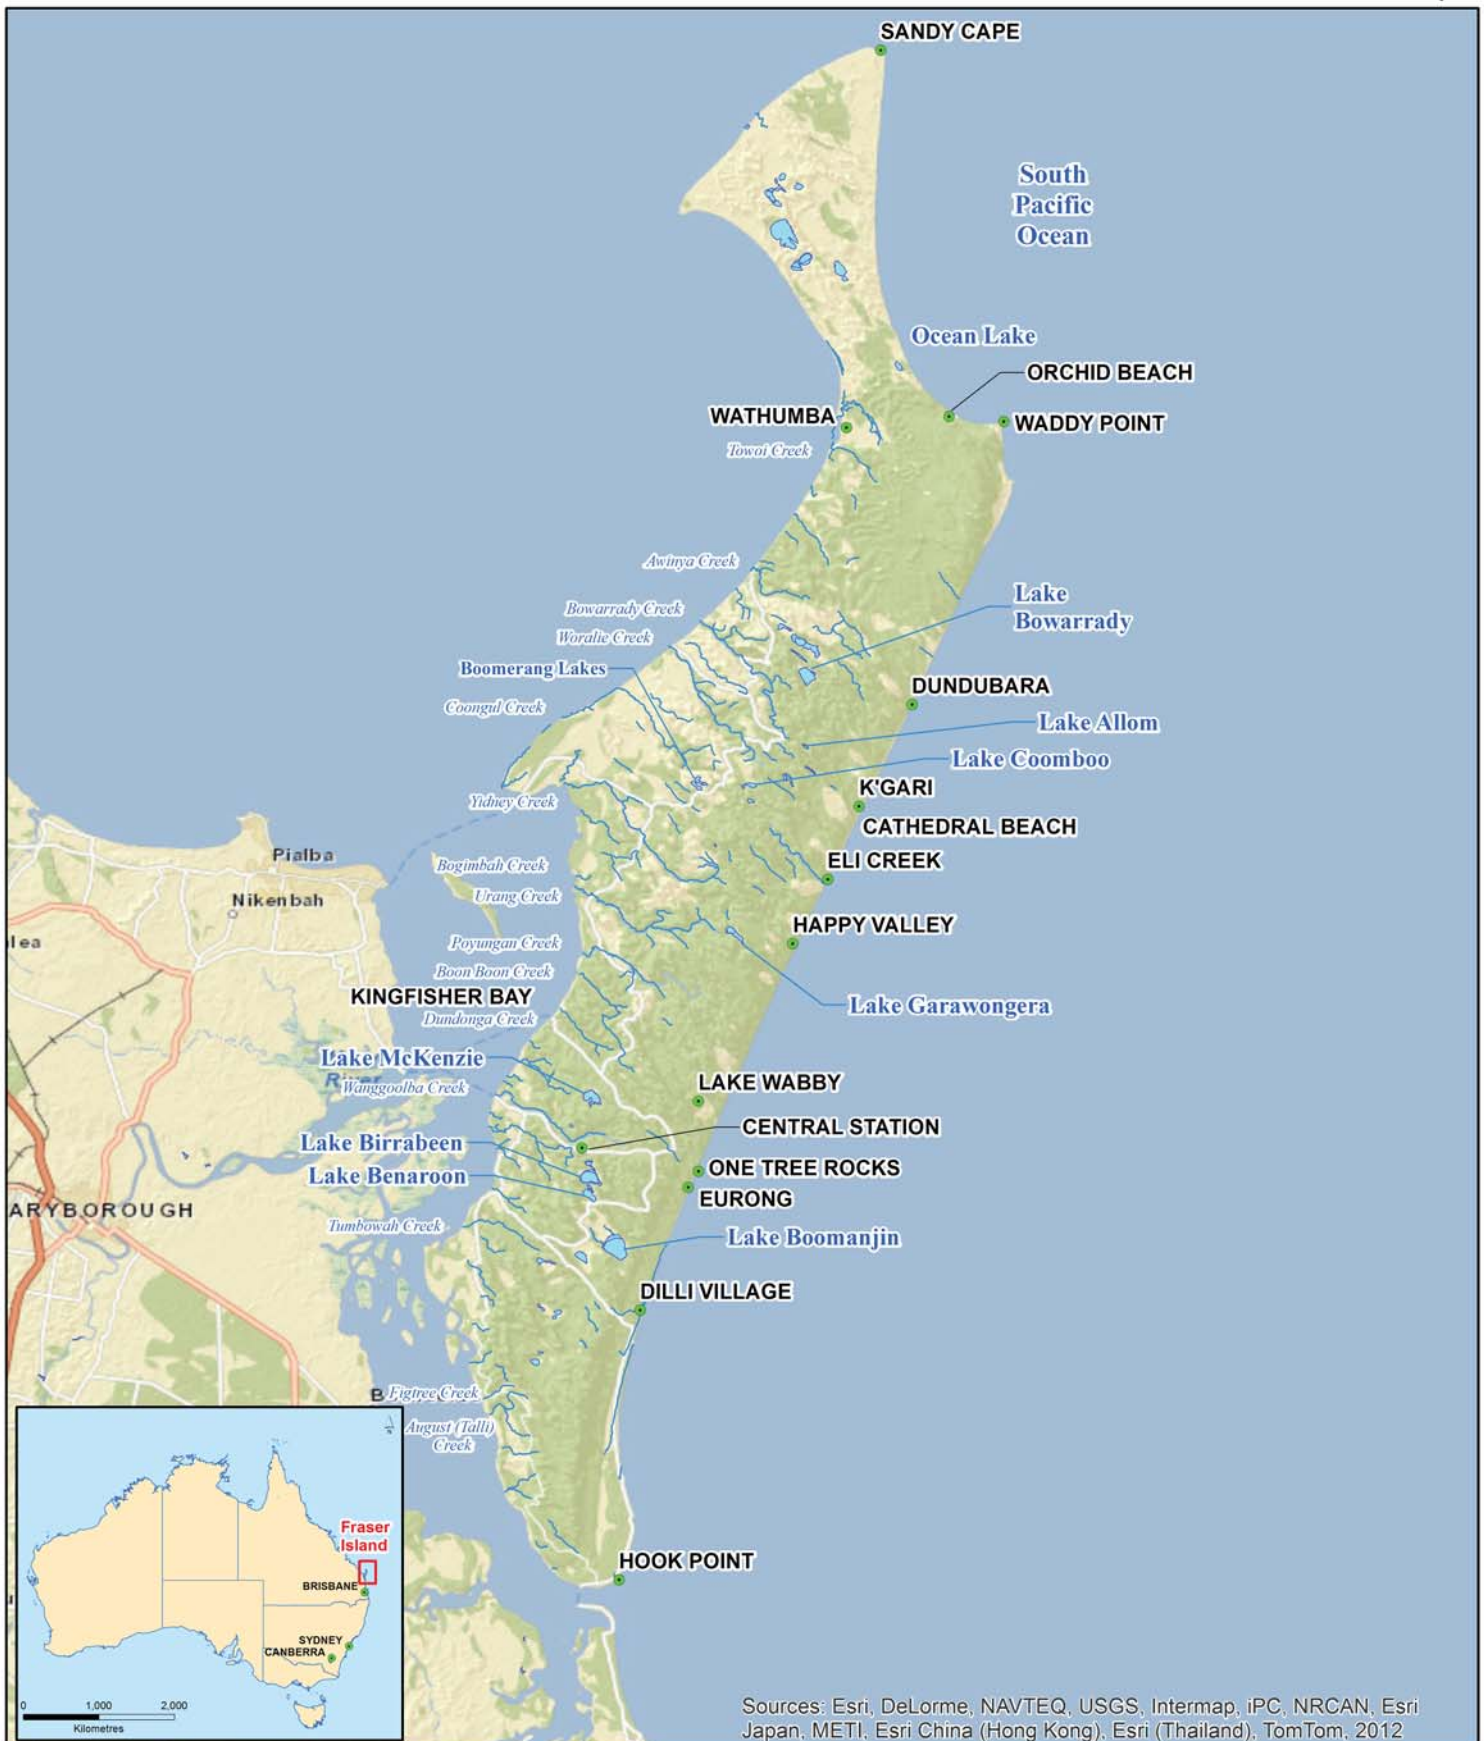 SANDY CAPE
South
Pacific
Ocean
Ocean Lake
ORCHID BEACH
WATHUMBA
WADDY POINT
Towoi Creek
Awinya Creek
Lake
Bowarrady
Bowarrady Creek
Woralie Creek
Boomerang Lakes
DUNDUBARA
Coongul Creek
Lake Allom
Lake Coomboo
K'GARI
Yidney Creek
CATHEDRAL BEACH
Pialba
ELI CREEK
Bogimbah Creek
Nikenbah
Urang Creek
HAPPY VALLEY
lea
Poyungan Creek
Boon Boon Creek
KINGFISHER BAY
Lake Garawongera
Dundonga Creek
Lake McKenzie
River
LAKE WABBY
Wanggoolba Creek
CENTRAL STATION
Lake Birrabeen
ONE TREE ROCKS
Lake Benaroon
EURONG
ARYBOROUGH
Tumbowah Creek
Lake Boomanjin
DILLI VILLAGE
B
Figtree Creek
August (Talli)
Creek
Fraser
Island
HOOK POINT
BRISBANE
SYDNEY
CANBERRA
0 1,000 2,000
Kilometres
Sources: Esri, DeLorme, NAVTEQ, USGS, Intermap, iPC, NRCAN, Esri
Japan, METI, Esri China (Hong Kong), Esri (Thailand), TomTom, 2012